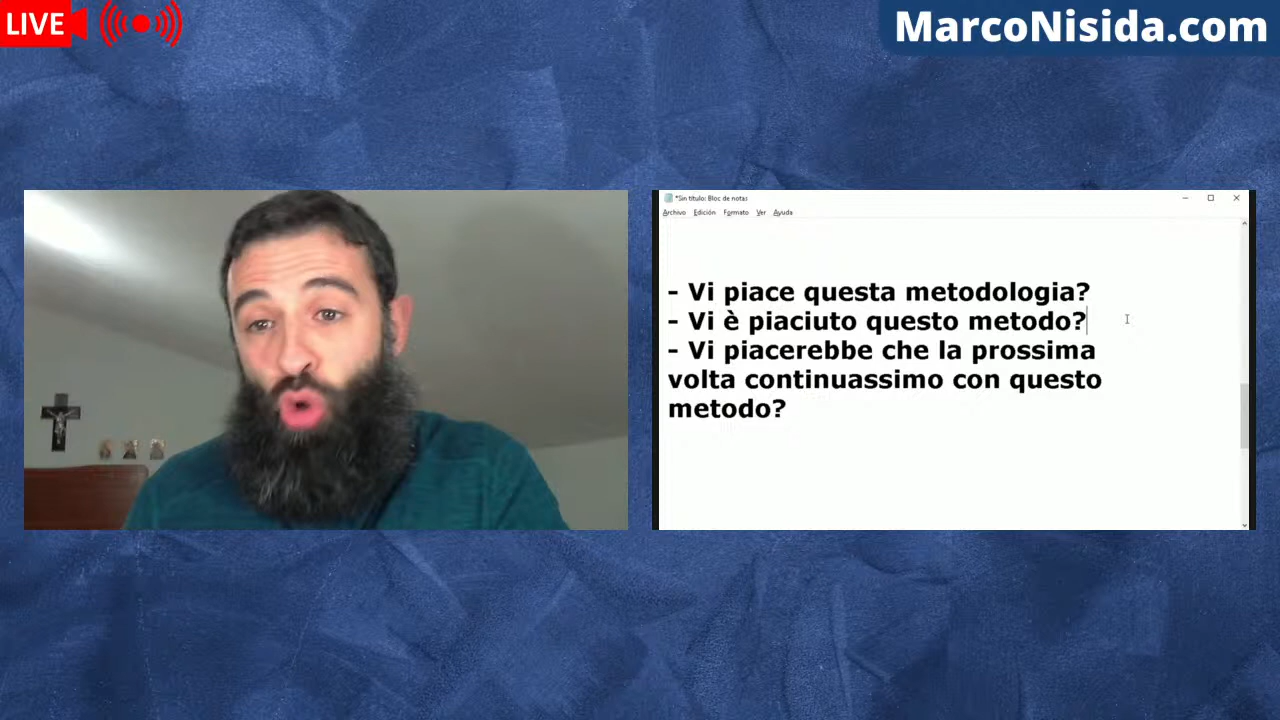 LIVE
MarcoNisida.com
*Sin título: Bloc de notas
Archivo Edición Formato Ver Ayuda
- Vi piace questa metodologia?
- Vi è piaciuto questo metodo?
- Vi piacerebbe che la prossima
volta continuassimo con questo
metodo?